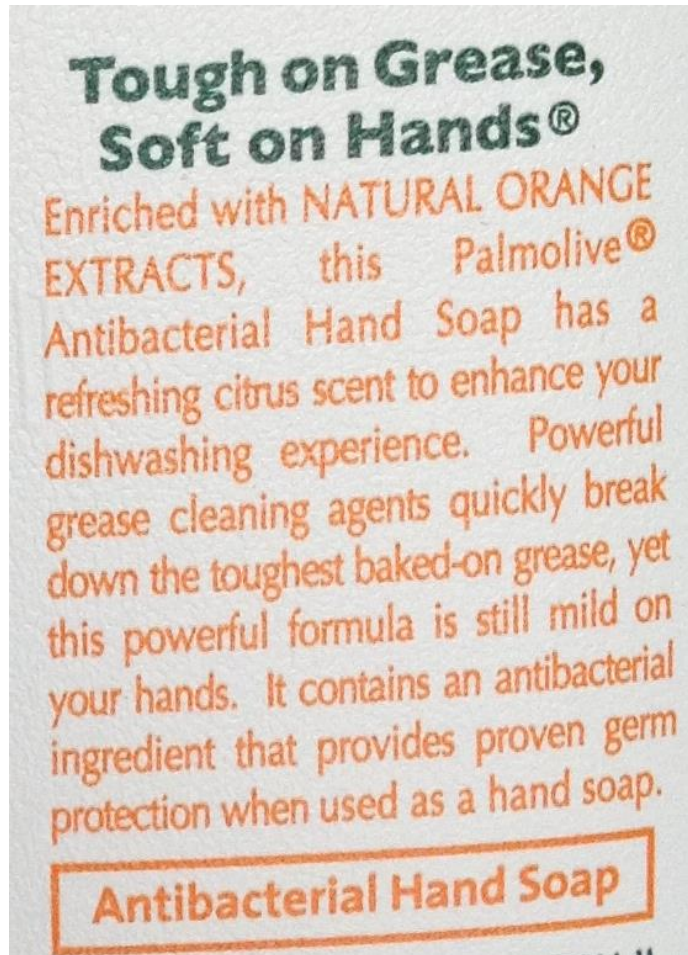 Tough on Grease,
Soft on Hands®
Enriched with NATURAL ORANGE
EXTRACTS, this Palmolive®
Antibacterial Hand Soap has a
refreshing citrus scent to enhance your
dishwashing experience. Powerful
grease cleaning agents quickly break
down the toughest baked-on grease, yet
this powerful formula is still mild on
your hands. It contains an antibacterial
ingredient that provides proven germ
protection when used as a hand soap.
Antibacterial Hand Soap